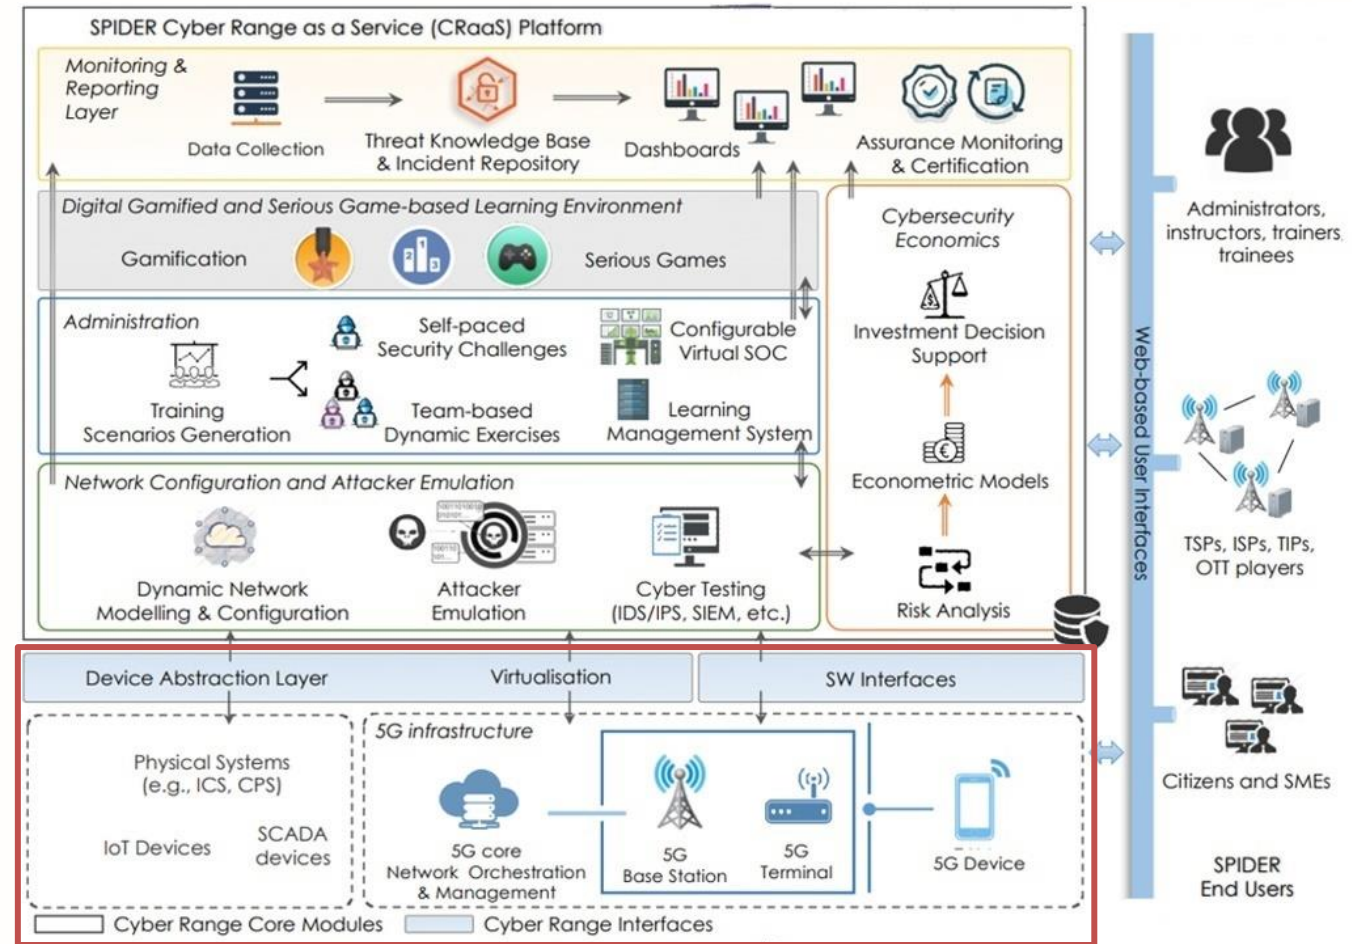 SPIDER Cyber Range as a Service (CRaaS) Platform
Monitoring &
Reporting
Layer
Data Collection
Threat Knowledge Base
& Incident Repository
Dashboards
Assurance Monitoring
& Certification
Digital Gamified and Serious Game-based Learning Environment
Gamification
2
1
3
Serious Games
Cybersecurity
Economics
Investment Decision
Support
Econometric Models
Risk Analysis
Administration
Training
Scenarios Generation
Self-paced
Security Challenges
Team-based
Dynamic Exercises
Configurable
Virtual SOC
Learning
Management System
Network Configuration and Attacker Emulation
Dynamic Network
Modelling & Configuration
Attacker
Emulation
Cyber Testing
(IDS/IPS, SIEM, etc.)
Device Abstraction Layer
Virtualisation
SW Interfaces
Physical Systems
(e.g., ICS, CPS)
IoT Devices
SCADA
devices
5G infrastructure
5G core
Network Orchestration
& Management
5G
Base Station
5G
Terminal
5G Device
Cyber Range Core Modules
Cyber Range Interfaces
Web-based User Interfaces
Administrators,
instructors, trainers
trainees
TSPs, ISPs, TIPs,
OTT players
Citizens and SMEs
SPIDER
End Users